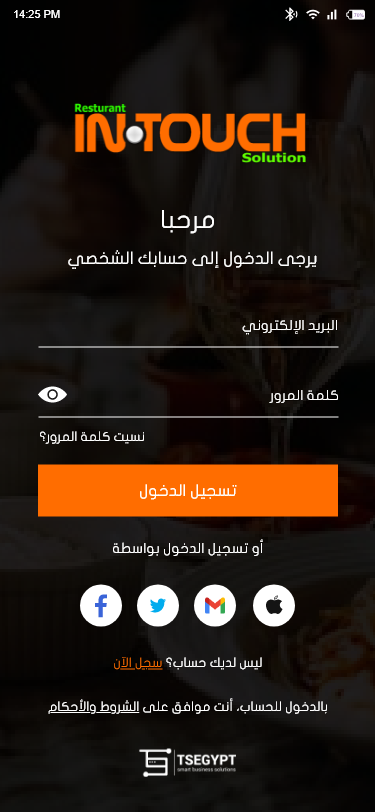 14:25 PM
70%
Resturant
IN TOUCH
Solution
مرحبا
يرجى الدخول إلى حسابك الشخصي
البريد الإلكتروني
كلمة المرور
نسيت كلمة المرور؟
تسجيل الدخول
أو تسجيل الدخول بواسطة
ليس لديك حساب؟ سجل الآن
بالدخول للحساب، أنت موافق على الشروط والأحكام
TSEGYPT
smart business solutions